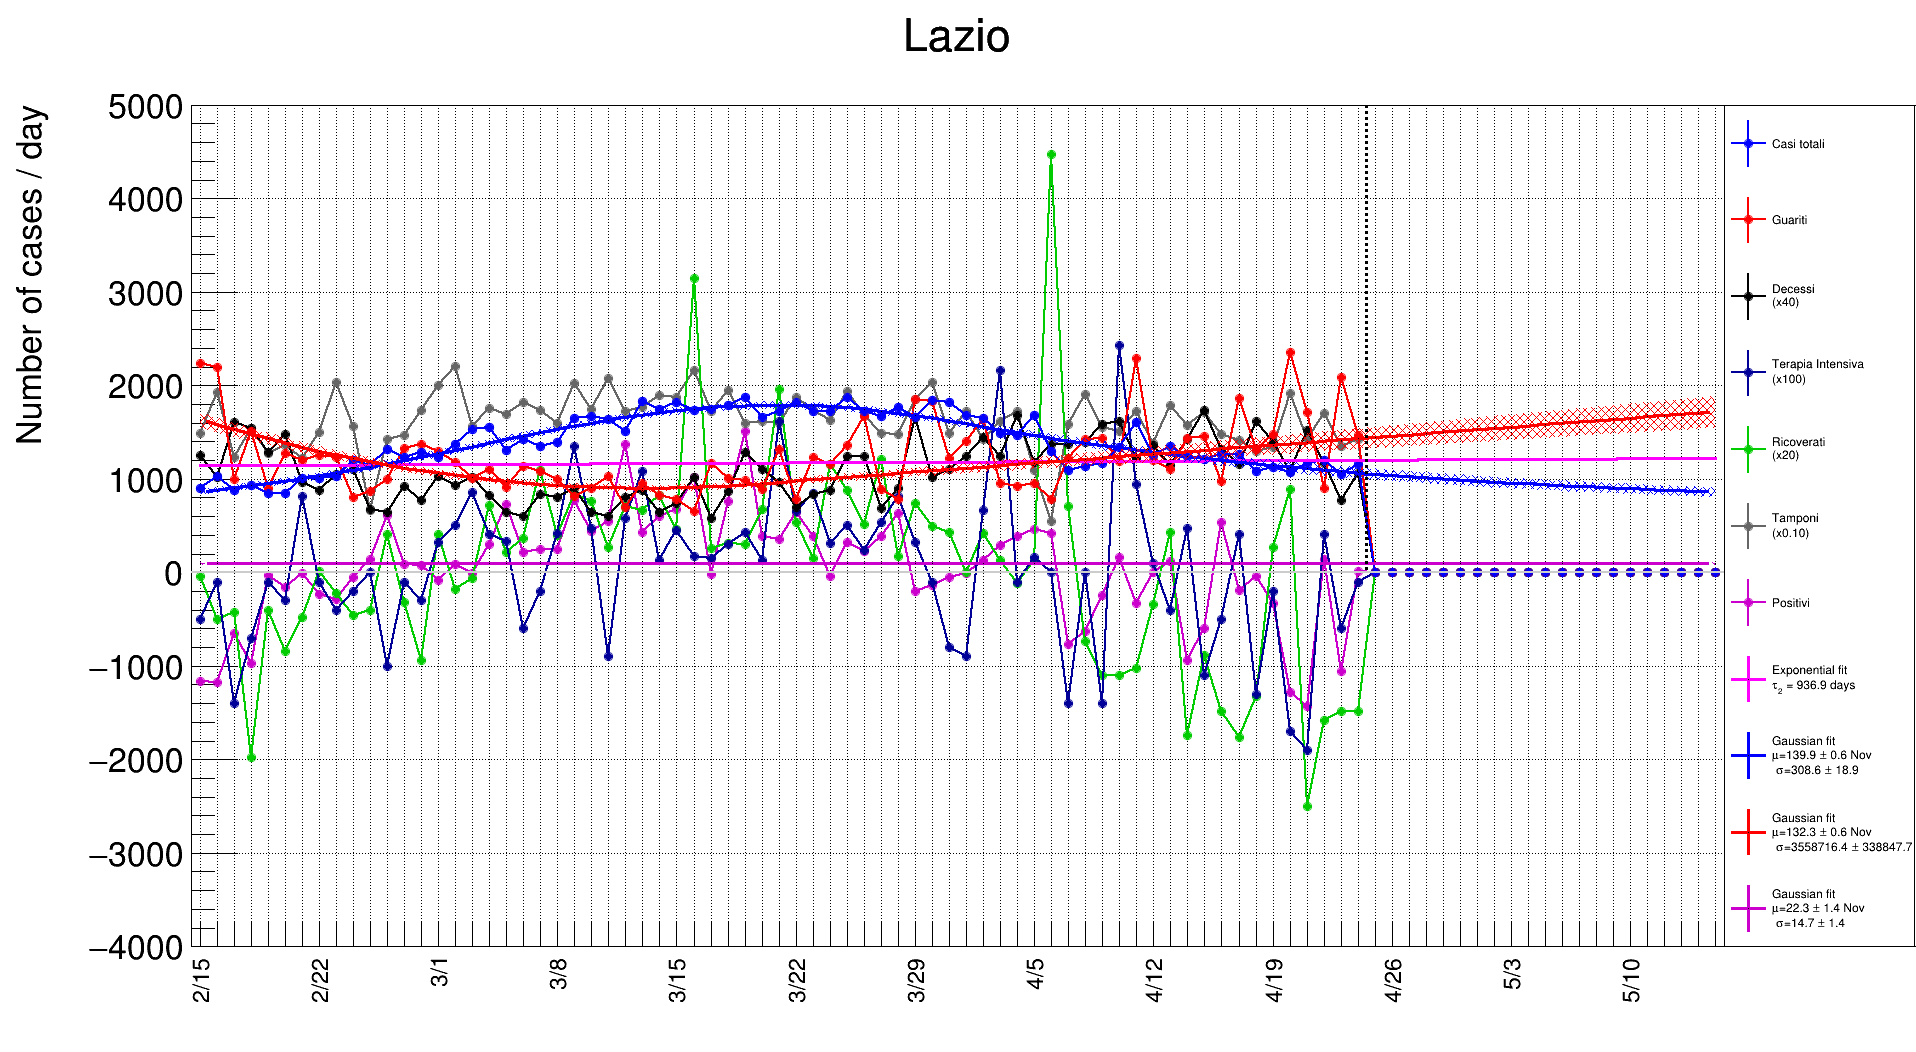 Lazio
Number of cases / day
5000
4000
3000
2000
1000
0
−1000
−2000
−3000
−4000
2/15
2/22
3/1
3/8
3/15
3/22
3/29
4/5
4/12
4/19
4/26
5/3
5/10
Casi totali
Guariti
Decessi
(x40)
Terapia Intensiva
(x100)
Ricoverati
(x20)
Tamponi
(x0.10)
Positivi
Exponential fit
τ2 = 936.9 days
Gaussian fit
μ=139.9 ± 0.6 Nov
σ=308.6 ± 18.9
Gaussian fit
μ=132.3 ± 0.6 Nov
σ=3558716.4 ± 338847.7
Gaussian fit
μ=22.3 ± 1.4 Nov
σ=14.7 ± 1.4